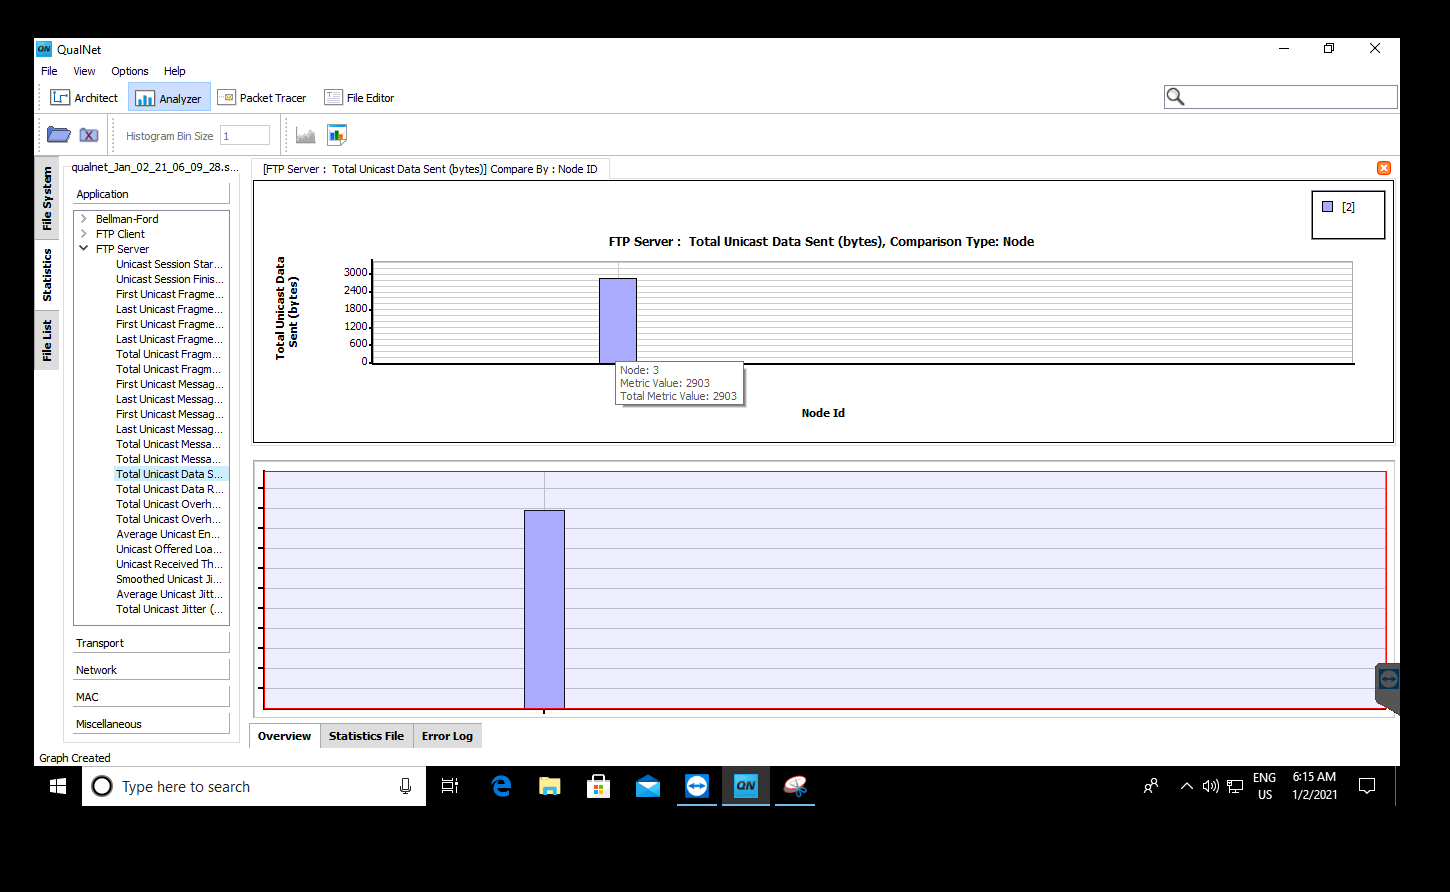 QN QualNet
File View Options Help
Architect Analyzer Packet Tracer File Editor
Histogram Bin Size 1
File System
Statistics
File List
qualnet_Jan_02_21_06_09_28.s...
Application
Bellman-Ford
FTP Client
FTP Server
Unicast Session Star...
Unicast Session Finis...
First Unicast Fragme...
Last Unicast Fragme...
First Unicast Fragme...
Last Unicast Fragme...
Total Unicast Fragm...
Total Unicast Fragm...
First Unicast Messag...
Last Unicast Messag...
First Unicast Messag...
Last Unicast Messag...
Total Unicast Messa...
Total Unicast Messa...
Total Unicast Data S...
Total Unicast Data R...
Total Unicast Overh...
Total Unicast Overh...
Average Unicast En...
Unicast Offered Loa...
Unicast Received Th...
Smoothed Unicast Ji...
Average Unicast Jitt...
Total Unicast Jitter (...
Transport
Network
MAC
Miscellaneous
[FTP Server : Total Unicast Data Sent (bytes)] Compare By : Node ID
[2]
FTP Server : Total Unicast Data Sent (bytes), Comparison Type: Node
Total Unicast Data
Sent (bytes)
3000
2400
1800
1200
600
0
Node: 3
Metric Value: 2903
Total Metric Value: 2903
Node Id
Overview Statistics File Error Log
Graph Created
Type here to search
QN
ENG
US
6:15 AM
1/2/2021